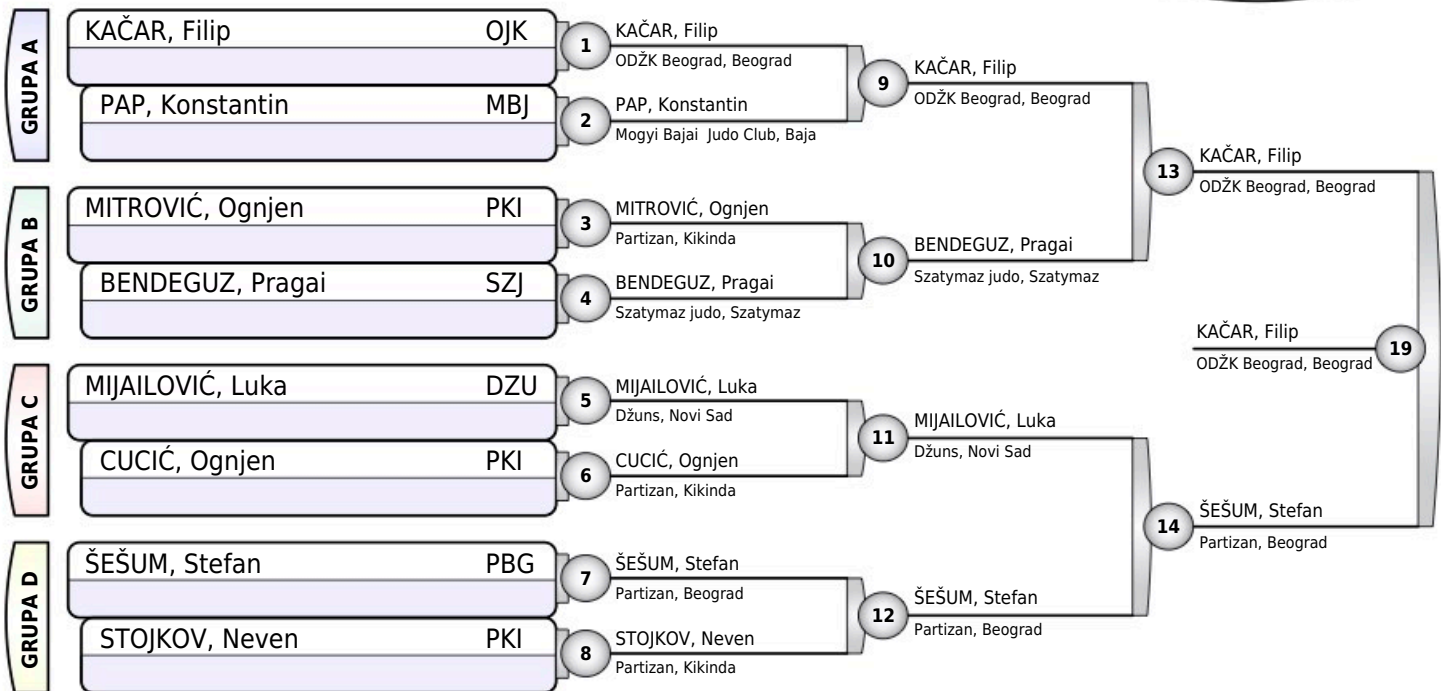 GRUPA A
KAČAR, Filip OJK
PAP, Konstantin MBJ
1
KAČAR, Filip
ODŽK Beograd, Beograd
2
PAP, Konstantin
Mogyi Bajai Judo Club, Baja
9
KAČAR, Filip
ODŽK Beograd, Beograd
GRUPA B
MITROVIĆ, Ognjen PKI
BENDEGUZ, Pragai SZJ
3
MITROVIĆ, Ognjen
Partizan, Kikinda
4
BENDEGUZ, Pragai
Szatymaz judo, Szatymaz
10
BENDEGUZ, Pragai
Szatymaz judo, Szatymaz
13
KAČAR, Filip
ODŽK Beograd, Beograd
GRUPA C
MIJAILOVIĆ, Luka DZU
CUCIĆ, Ognjen PKI
5
MIJAILOVIĆ, Luka
Džuns, Novi Sad
6
CUCIĆ, Ognjen
Partizan, Kikinda
11
MIJAILOVIĆ, Luka
Džuns, Novi Sad
GRUPA D
ŠEŠUM, Stefan PBG
STOJKOV, Neven PKI
7
ŠEŠUM, Stefan
Partizan, Beograd
8
STOJKOV, Neven
Partizan, Kikinda
12
ŠEŠUM, Stefan
Partizan, Beograd
14
ŠEŠUM, Stefan
Partizan, Beograd
KAČAR, Filip
ODŽK Beograd, Beograd
19